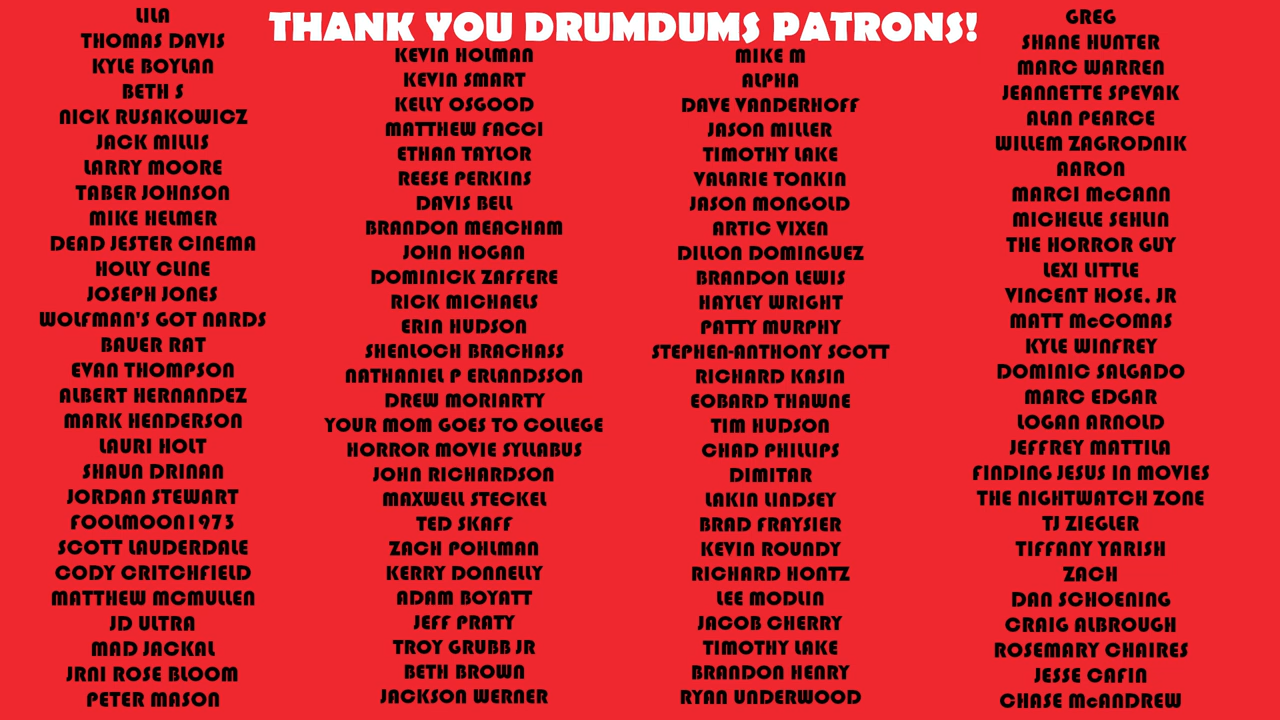 THANK YOU DRUMDUMS PATRONS!
LILA
THOMAS DAVIS
KYLE BOYLAN
BETH S
NICK RUSAKOWICZ
JACK MILLIS
LARRY MOORE
TABER JOHNSON
MIKE HELMER
DEAD JESTER CINEMA
HOLLY CLINE
JOSEPH JONES
WOLFMAN'S GOT NARDS
BAUER RAT
EVAN THOMPSON
ALBERT HERNANDEZ
MARK HENDERSON
LAURI HOLT
SHAUN DRINAN
JORDAN STEWART
FOOLMOON1973
SCOTT LAUDERDALE
CODY CRITCHFIELD
MATTHEW MCMULLEN
JD ULTRA
MAD JACKAL
JRNI ROSE BLOOM
PETER MASON
KEVIN HOLMAN
KEVIN SMART
KELLY OSGOOD
MATTHEW FACCI
ETHAN TAYLOR
REESE PERKINS
DAVIS BELL
BRANDON MEACHAM
JOHN HOGAN
DOMINICK ZAFFERE
RICK MICHAELS
ERIN HUDSON
SHENLOCH BRACHASS
NATHANIEL P ERLANDSSON
DREW MORIARTY
YOUR MOM GOES TO COLLEGE
HORROR MOVIE SYLLABUS
JOHN RICHARDSON
MAXWELL STECKEL
TED SKAFF
ZACH POHLMAN
KERRY DONNELLY
ADAM BOYATT
JEFF PRATY
TROY GRUBB JR
BETH BROWN
JACKSON WERNER
MIKE M
ALPHA
DAVE VANDERHOFF
JASON MILLER
TIMOTHY LAKE
VALARIE TONKIN
JASON MONGOLD
ARTIC VIXEN
DILLON DOMINGUEZ
BRANDON LEWIS
HAYLEY WRIGHT
PATTY MURPHY
STEPHEN-ANTHONY SCOTT
RICHARD KASIN
EOBARD THAWNE
TIM HUDSON
CHAD PHILLIPS
DIMITAR
LAKIN LINDSEY
BRAD FRAYSIER
KEVIN ROUNDY
RICHARD HONTZ
LEE MODLIN
JACOB CHERRY
TIMOTHY LAKE
BRANDON HENRY
RYAN UNDERWOOD
GREG
SHANE HUNTER
MARC WARREN
JEANNETTE SPEVAK
ALAN PEARCE
WILLEM ZAGRODNIK
AARON
MARCI McCANN
MICHELLE SEHLIN
THE HORROR GUY
LEXI LITTLE
VINCENT HOSE, JR
MATT McCOMAS
KYLE WINFREY
DOMINIC SALGADO
MARC EDGAR
LOGAN ARNOLD
JEFFREY MATTILA
FINDING JESUS IN MOVIES
THE NIGHTWATCH ZONE
TJ ZIEGLER
TIFFANY YARISH
ZACH
DAN SCHOENING
CRAIG ALBROUGH
ROSEMARY CHAIRES
JESSE CAFIN
CHASE McANDREW